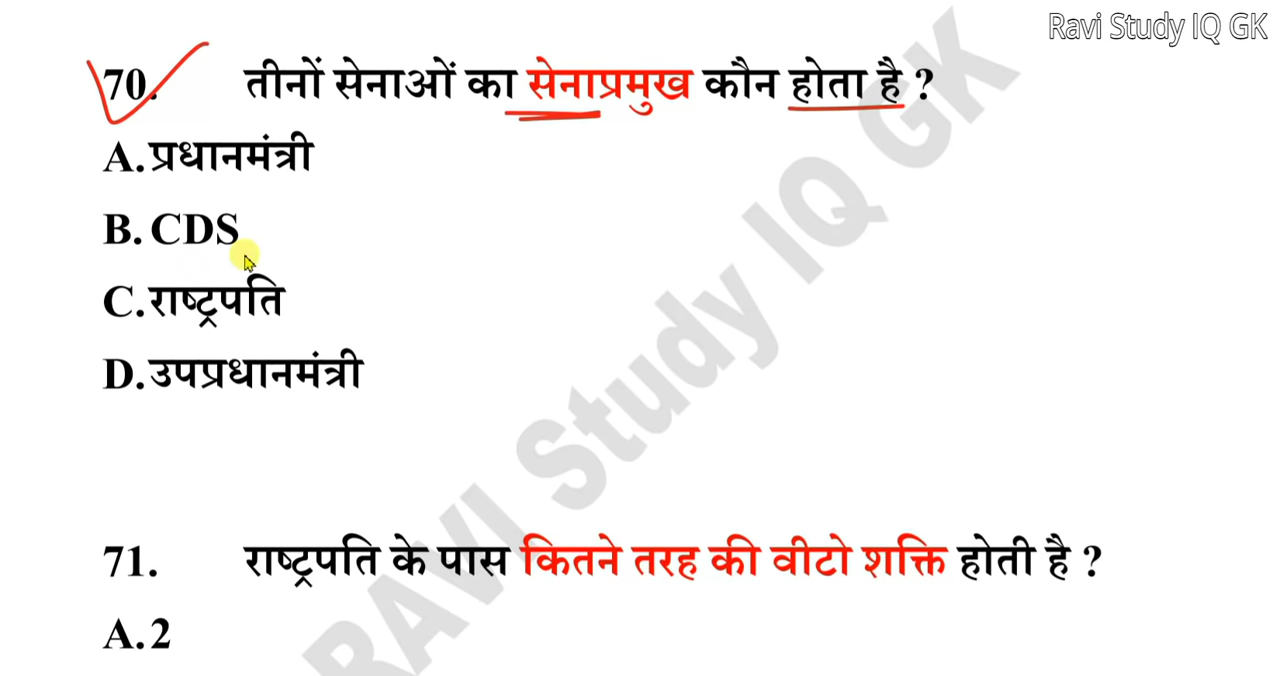 Ravi Study IQ GK
70. तीनों सेनाओं का सेनाप्रमुख कौन होता है ?
A. प्रधानमंत्री
B. CDS
C. राष्ट्रपति
D. उपप्रधानमंत्री
71. राष्ट्रपति के पास कितने तरह की वीटो शक्ति होती है ?
A. 2
RAVI Study IQ GK